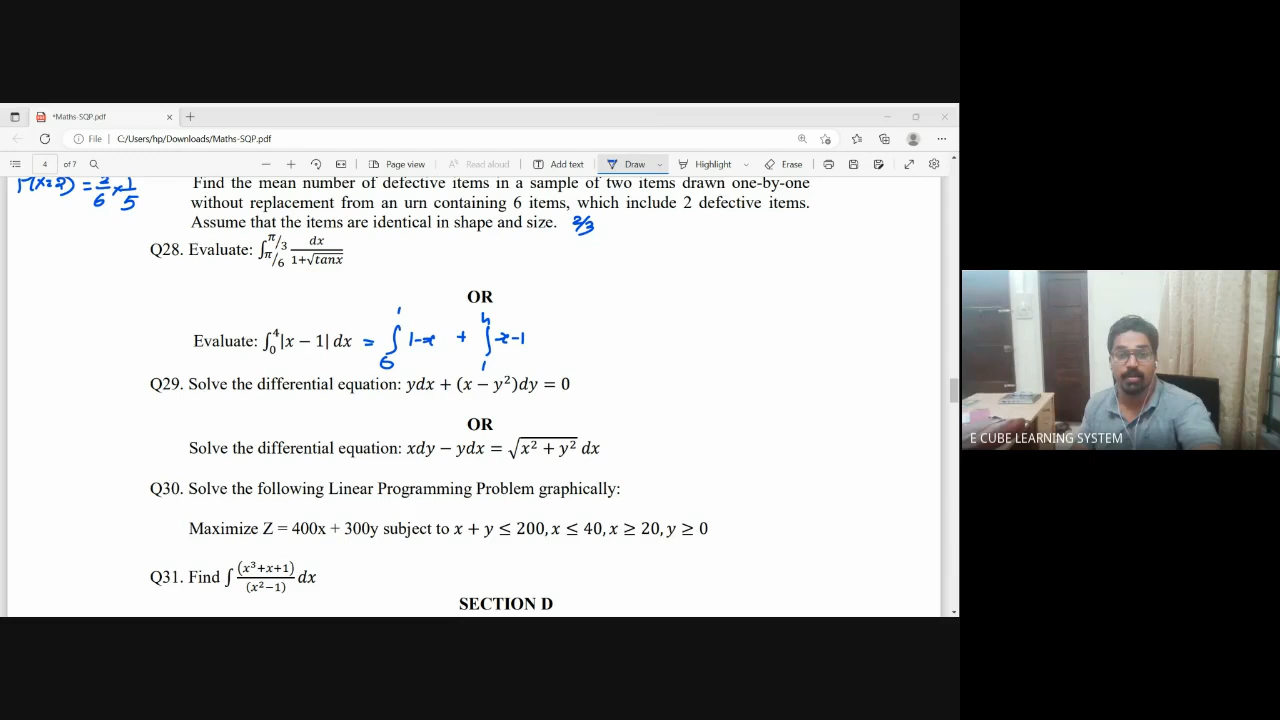 *Maths-SQP.pdf
File C:/Users/hp/Downloads/Maths-SQP.pdf
4 of 7 Page view Read aloud Add text Draw Highlight Erase
P(X=2) = 2/6 × 1/5
Find the mean number of defective items in a sample of two items drawn one-by-one
without replacement from an urn containing 6 items, which include 2 defective items.
Assume that the items are identical in shape and size. 2/3
Q28. Evaluate: ∫_{π/6}^{π/3} dx/(1+√tanx)
OR
Evaluate: ∫_0^4 |x − 1| dx = ∫_0^1 1-x + ∫_1^4 x-1
Q29. Solve the differential equation: ydx + (x − y²)dy = 0
OR
Solve the differential equation: xdy − ydx = √(x² + y²) dx
Q30. Solve the following Linear Programming Problem graphically:
Maximize Z = 400x + 300y subject to x + y ≤ 200, x ≤ 40, x ≥ 20, y ≥ 0
Q31. Find ∫ (x³+x+1)/(x²−1) dx
SECTION D
E CUBE LEARNING SYSTEM